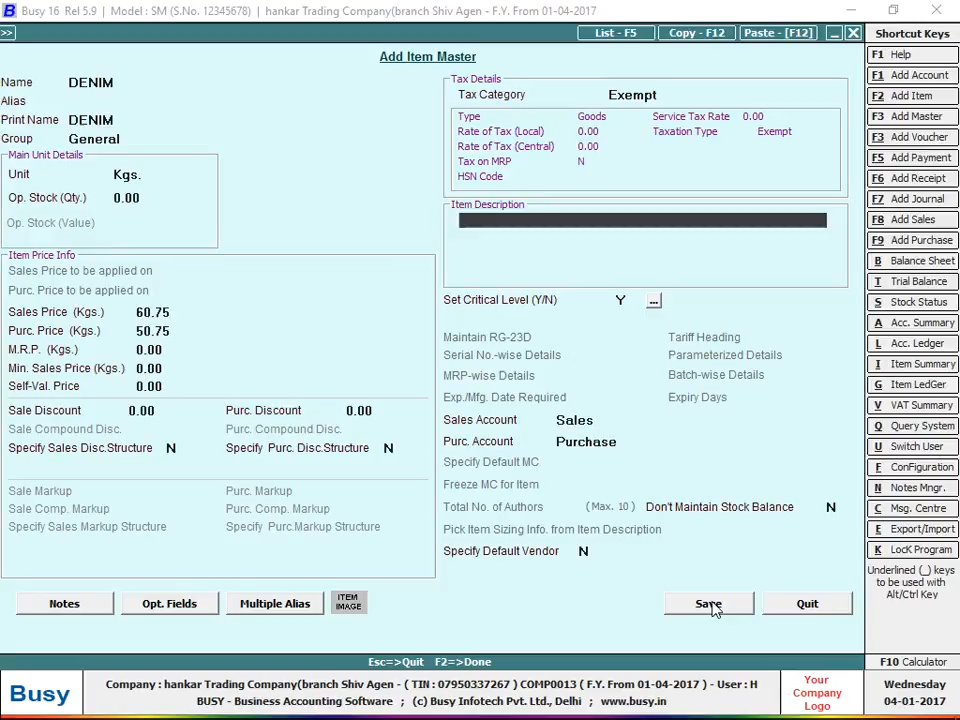 Busy 16 Rel 5.9 | Model : SM (S.No. 12345678) | hankar Trading Company(branch Shiv Agen - F.Y. From 01-04-2017
>> List - F5 Copy - F12 Paste - [F12]
Shortcut Keys
Add Item Master
Name DENIM
Alias
Print Name DENIM
Group General
Main Unit Details
Unit Kgs.
Op. Stock (Qty.) 0.00
Op. Stock (Value)
Item Price Info
Sales Price to be applied on
Purc. Price to be applied on
Sales Price (Kgs.) 60.75
Purc. Price (Kgs.) 50.75
M.R.P. (Kgs.) 0.00
Min. Sales Price (Kgs.) 0.00
Self-Val. Price 0.00
Sale Discount 0.00 Purc. Discount 0.00
Sale Compound Disc. Purc. Compound Disc.
Specify Sales Disc.Structure N Specify Purc. Disc.Structure N
Sale Markup Purc. Markup
Sale Comp. Markup Purc. Comp. Markup
Specify Sales Markup Structure Specify Purc.Markup Structure
Tax Details
Tax Category Exempt
Type Goods Service Tax Rate 0.00
Rate of Tax (Local) 0.00 Taxation Type Exempt
Rate of Tax (Central) 0.00
Tax on MRP N
HSN Code
Item Description
Set Critical Level (Y/N) Y ...
Maintain RG-23D Tariff Heading
Serial No.-wise Details Parameterized Details
MRP-wise Details Batch-wise Details
Exp./Mfg. Date Required Expiry Days
Sales Account Sales
Purc. Account Purchase
Specify Default MC
Freeze MC for Item
Total No. of Authors (Max. 10) Don't Maintain Stock Balance N
Pick Item Sizing Info. from Item Description
Specify Default Vendor N
Notes Opt. Fields Multiple Alias ITEM IMAGE Save Quit
Esc=>Quit F2=>Done
F1 Help
F1 Add Account
F2 Add Item
F3 Add Master
F3 Add Voucher
F5 Add Payment
F6 Add Receipt
F7 Add Journal
F8 Add Sales
F9 Add Purchase
B Balance Sheet
T Trial Balance
S Stock Status
A Acc. Summary
L Acc. Ledger
I Item Summary
G Item LedGer
V VAT Summary
Q Query System
U Switch User
F Configuration
N Notes Mngr.
C Msg. Centre
E Export/Import
K LocK Program
Underlined (_) keys
to be used with
Alt/Ctrl Key
F10 Calculator
Busy
Company : hankar Trading Company(branch Shiv Agen - ( TIN : 07950337267 ) COMP0013 ( F.Y. From 01-04-2017 ) - User : H
BUSY - Business Accounting Software ; (c) Busy Infotech Pvt. Ltd., Delhi ; www.busy.in
Your
Company
Logo
Wednesday
04-01-2017